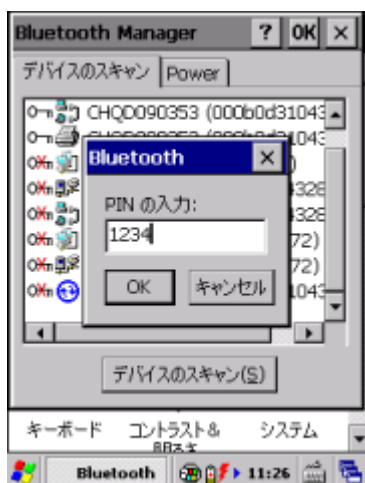 Bluetooth Manager ? OK ×
デバイスのスキャン Power
CHQD090353 (000b0d31043
Bluetooth ×
PIN の入力:
1234
OK キャンセル
デバイスのスキャン(S)
キーボード コントラスト& システム
Bluetooth 11:26